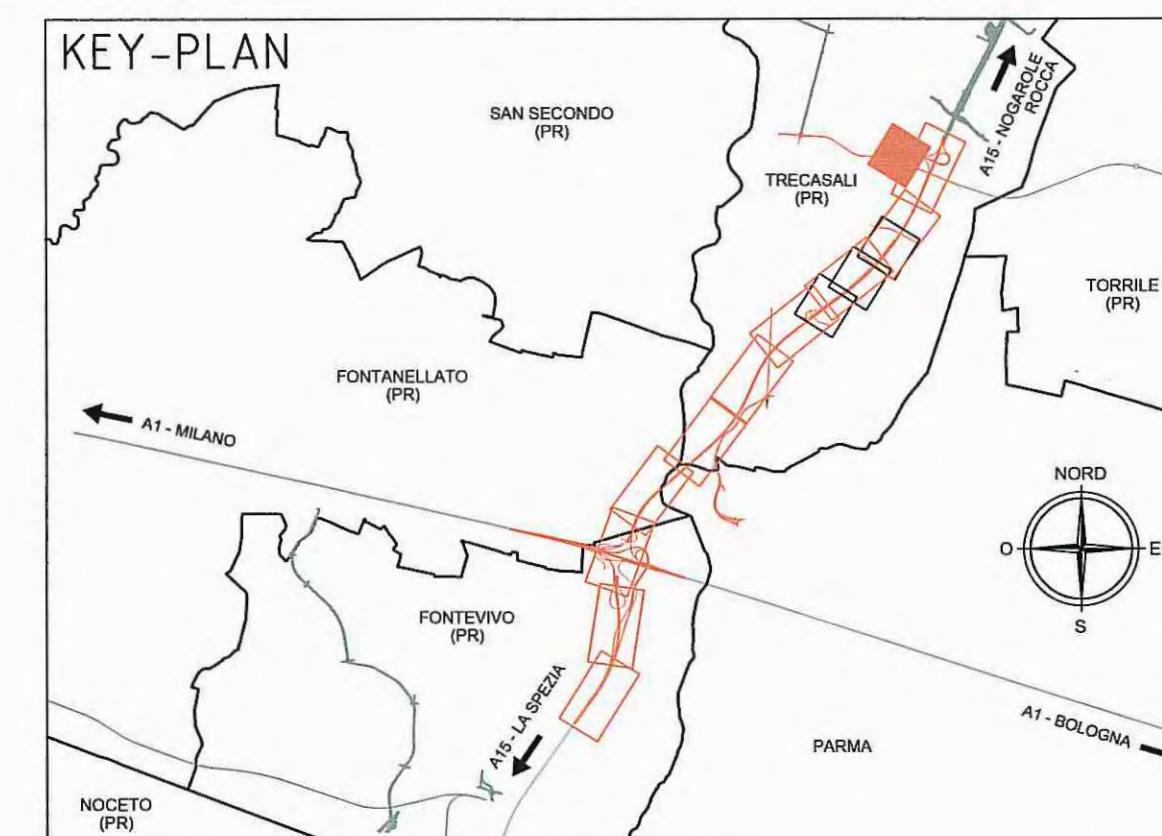 KEY-PLAN
SAN SECONDO
(PR)
A15 - NOGAROLE
ROCCA
TRECASALI
(PR)
TORRILE
(PR)
FONTANELLATO
(PR)
A1 - MILANO
NORD
O
E
S
FONTEVIVO
(PR)
A15 - LA SPEZIA
A1 - BOLOGNA
PARMA
NOCETO
(PR)